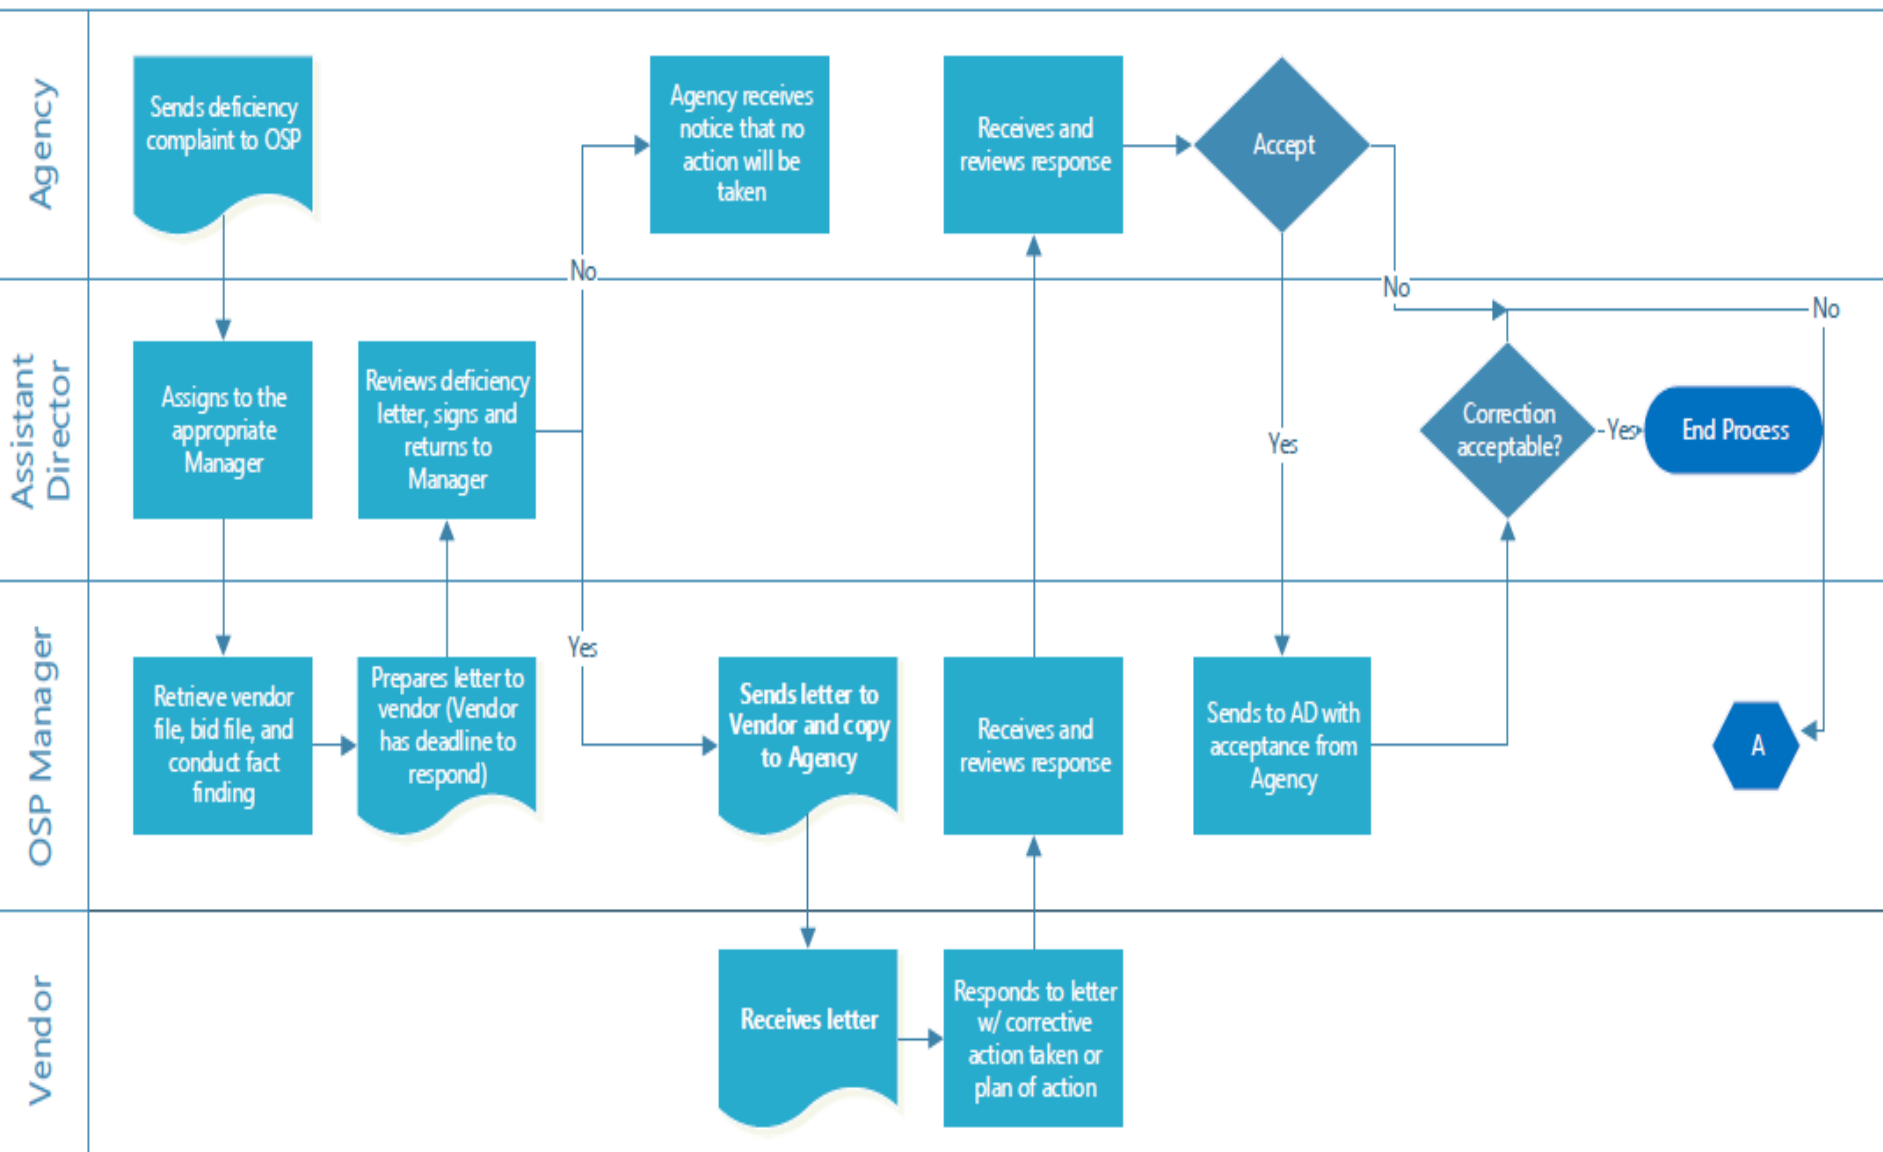 Agency
Sends deficiency
complaint to OSP
Agency receives
notice that no
action will be
taken
Receives and
reviews response
Accept
No
No
No
Assistant
Director
Assigns to the
appropriate
Manager
Reviews deficiency
letter, signs and
returns to
Manager
Yes
Correction
acceptable?
Yes
End Process
OSP Manager
Yes
Retrieve vendor
file, bid file, and
conduct fact
finding
Prepares letter to
vendor (Vendor
has deadline to
respond)
Sends letter to
Vendor and copy
to Agency
Receives and
reviews response
Sends to AD with
acceptance from
Agency
A
Vendor
Receives letter
Responds to letter
w/ corrective
action taken or
plan of action